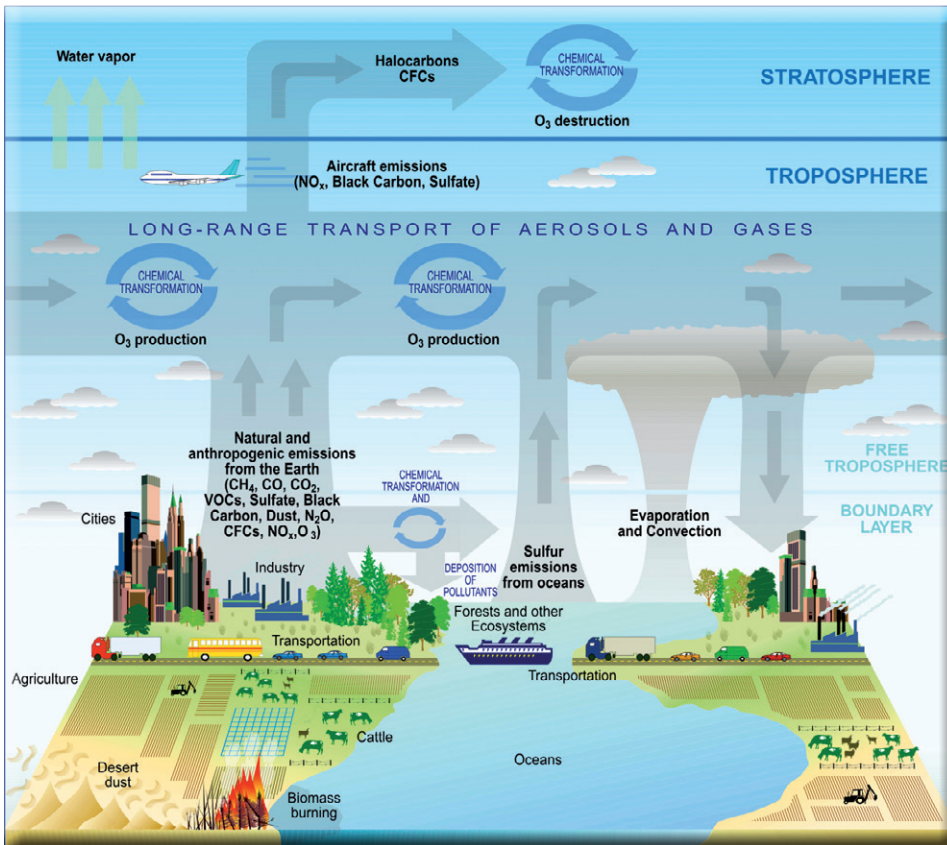 Water vapor
Halocarbons
CFCs
CHEMICAL
TRANSFORMATION
O₃ destruction
STRATOSPHERE
Aircraft emissions
(NOₓ, Black Carbon, Sulfate)
TROPOSPHERE
LONG-RANGE TRANSPORT OF AEROSOLS AND GASES
CHEMICAL
TRANSFORMATION
O₃ production
CHEMICAL
TRANSFORMATION
O₃ production
Natural and
anthropogenic emissions
from the Earth
(CH₄, CO, CO₂,
VOCs, Sulfate, Black
Carbon, Dust, N₂O,
CFCs, NOₓ,O₃)
CHEMICAL
TRANSFORMATION
AND
DEPOSITION
OF
POLLUTANTS
FREE
TROPOSPHERE
BOUNDARY
LAYER
Cities
Industry
Sulfur
emissions
from oceans
Evaporation
and Convection
Forests and other
Ecosystems
Transportation
Transportation
Agriculture
Cattle
Oceans
Desert
dust
Biomass
burning